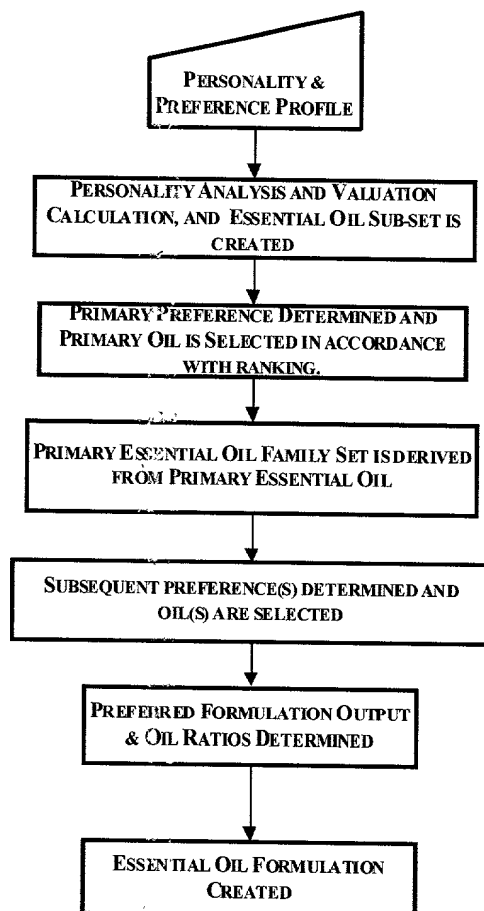 PERSONALITY &
PREFERENCE PROFILE
PERSONALITY ANALYSIS AND VALUATION
CALCULATION, AND ESSENTIAL OIL SUB-SET IS
CREATED
PRIMARY PREFERENCE DETERMINED AND
PRIMARY OIL IS SELECTED IN ACCORDANCE
WITH RANKING.
PRIMARY ESSENTIAL OIL FAMILY SET IS DERIVED
FROM PRIMARY ESSENTIAL OIL
SUBSEQUENT PREFERENCE(S) DETERMINED AND
OIL(S) ARE SELECTED
PREFERRED FORMULATION OUTPUT
& OIL RATIOS DETERMINED
ESSENTIAL OIL FORMULATION
CREATED